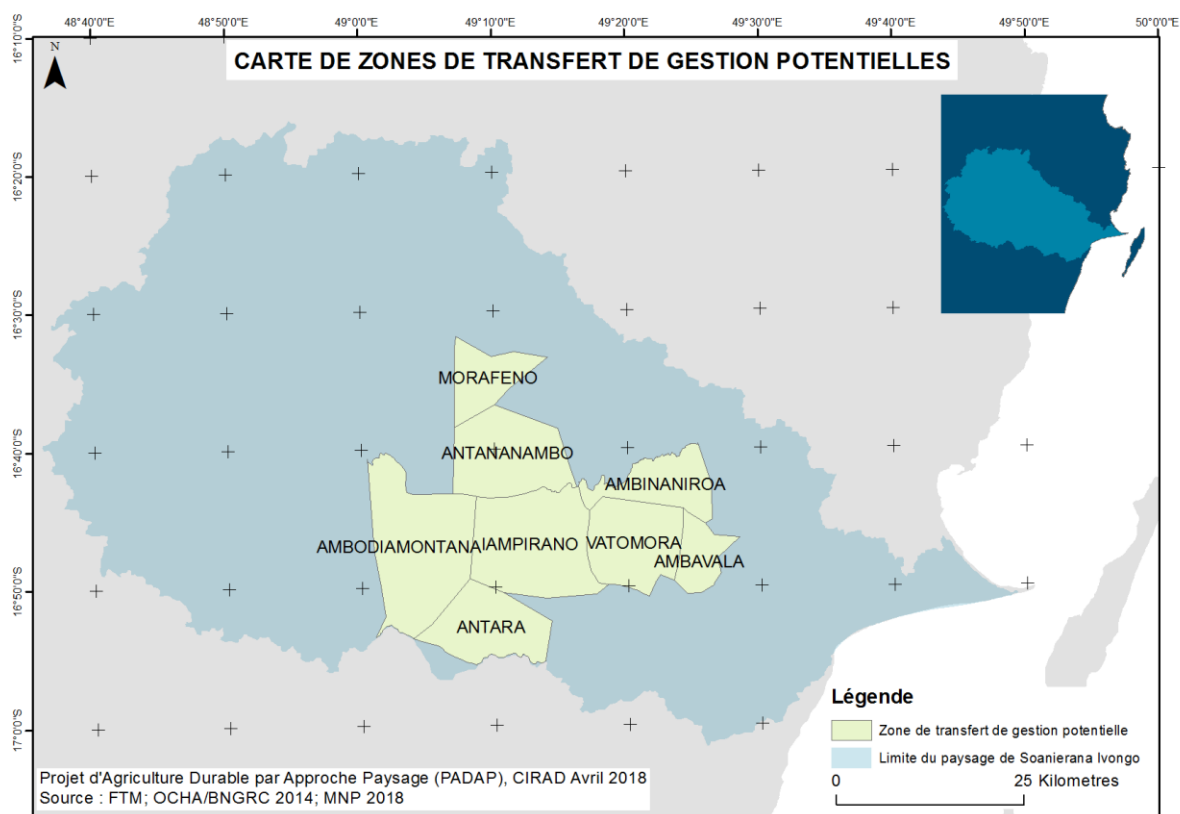 48°40'0"E 48°50'0"E 49°0'0"E 49°10'0"E 49°20'0"E 49°30'0"E 49°40'0"E 49°50'0"E 50°0'0"E
16°10'0"S
N
CARTE DE ZONES DE TRANSFERT DE GESTION POTENTIELLES
16°20'0"S
16°30'0"S
MORAFENO
16°40'0"S
ANTANANAMBO
AMBINANIROA
AMBODIAMONTANA
IAMPIRANO
VATOMORA
AMBAVALA
16°50'0"S
ANTARA
17°0'0"S
Légende
Zone de transfert de gestion potentielle
Limite du paysage de Soanierana Ivongo
0 25 Kilometres
Projet d'Agriculture Durable par Approche Paysage (PADAP), CIRAD Avril 2018
Source : FTM; OCHA/BNGRC 2014; MNP 2018